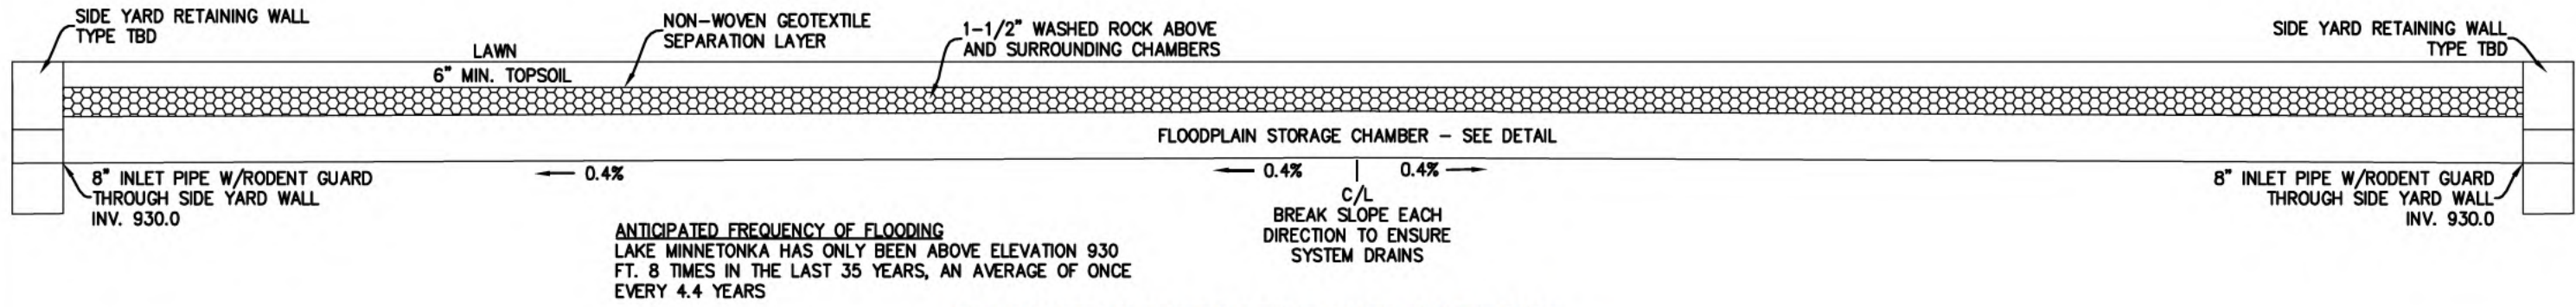 SIDE YARD RETAINING WALL
TYPE TBD
LAWN
6" MIN. TOPSOIL
NON-WOVEN GEOTEXTILE
SEPARATION LAYER
1-1/2" WASHED ROCK ABOVE
AND SURROUNDING CHAMBERS
SIDE YARD RETAINING WALL
TYPE TBD
FLOODPLAIN STORAGE CHAMBER - SEE DETAIL
8" INLET PIPE W/RODENT GUARD
THROUGH SIDE YARD WALL
INV. 930.0
0.4%
0.4%
0.4%
C/L
BREAK SLOPE EACH
DIRECTION TO ENSURE
SYSTEM DRAINS
8" INLET PIPE W/RODENT GUARD
THROUGH SIDE YARD WALL
INV. 930.0
ANTICIPATED FREQUENCY OF FLOODING
LAKE MINNETONKA HAS ONLY BEEN ABOVE ELEVATION 930
FT. 8 TIMES IN THE LAST 35 YEARS, AN AVERAGE OF ONCE
EVERY 4.4 YEARS